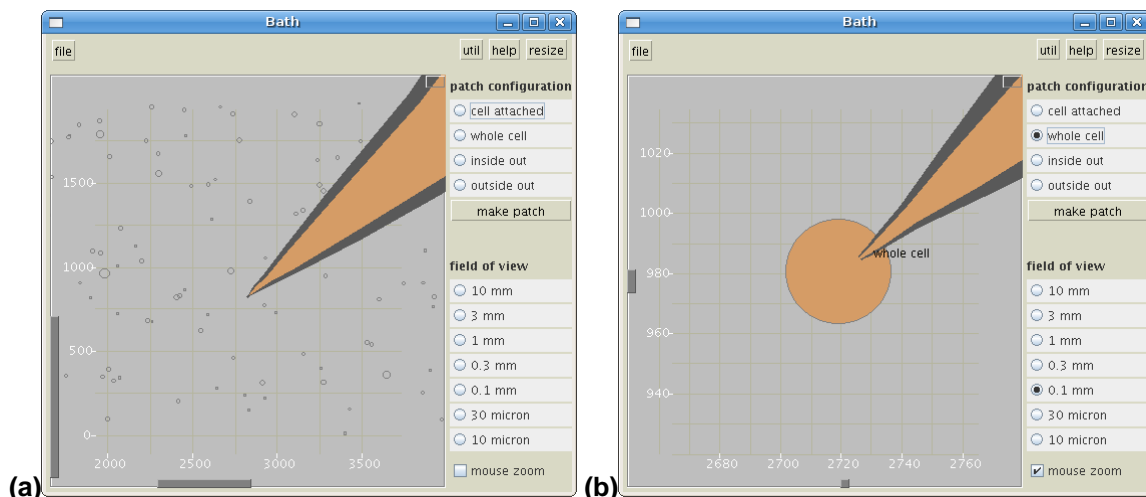 Bath
file
util help resize
patch configuration
cell attached
whole cell
inside out
outside out
make patch
field of view
10 mm
3 mm
1 mm
0.3 mm
0.1 mm
30 micron
10 micron
mouse zoom
1500-
1000-
500-
0-
2000 2500 3000 3500
(a)
Bath
file
util help resize
patch configuration
cell attached
whole cell
inside out
outside out
make patch
field of view
10 mm
3 mm
1 mm
0.3 mm
0.1 mm
30 micron
10 micron
mouse zoom
1020-
1000-
980-
960-
940-
whole cell
2680 2700 2720 2740 2760
(b)